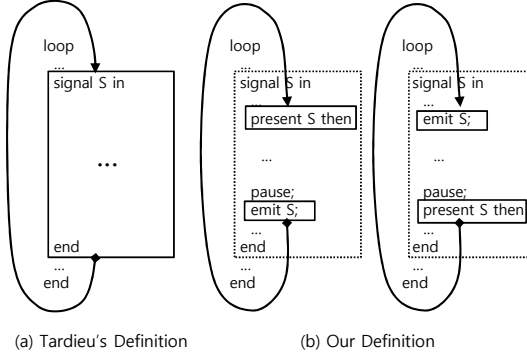 loop
...
signal S in
...
end
...
end
(a) Tardieu's Definition
loop
...
signal S in
...
present S then
...
pause;
emit S;
...
end
...
end
loop
...
signal S in
...
emit S;
...
pause;
present S then
...
end
...
end
(b) Our Definition